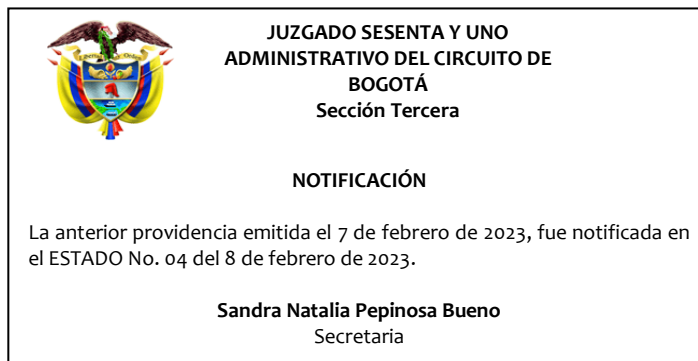 JUZGADO SESENTA Y UNO
ADMINISTRATIVO DEL CIRCUITO DE
BOGOTÁ
Sección Tercera
NOTIFICACIÓN
La anterior providencia emitida el 7 de febrero de 2023, fue notificada en
el ESTADO No. 04 del 8 de febrero de 2023.
Sandra Natalia Pepinosa Bueno
Secretaria